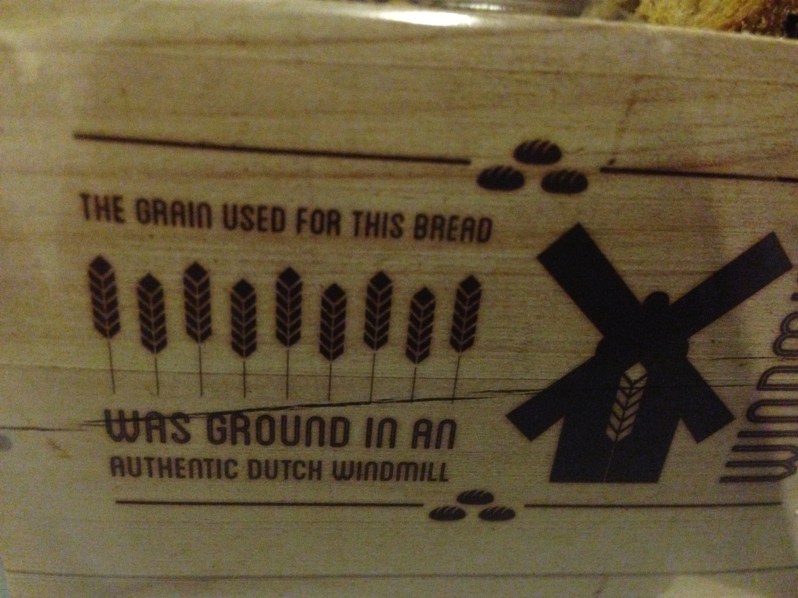 THE GRAIN USED FOR THIS BREAD
WAS GROUND IN AN
AUTHENTIC DUTCH WINDMILL